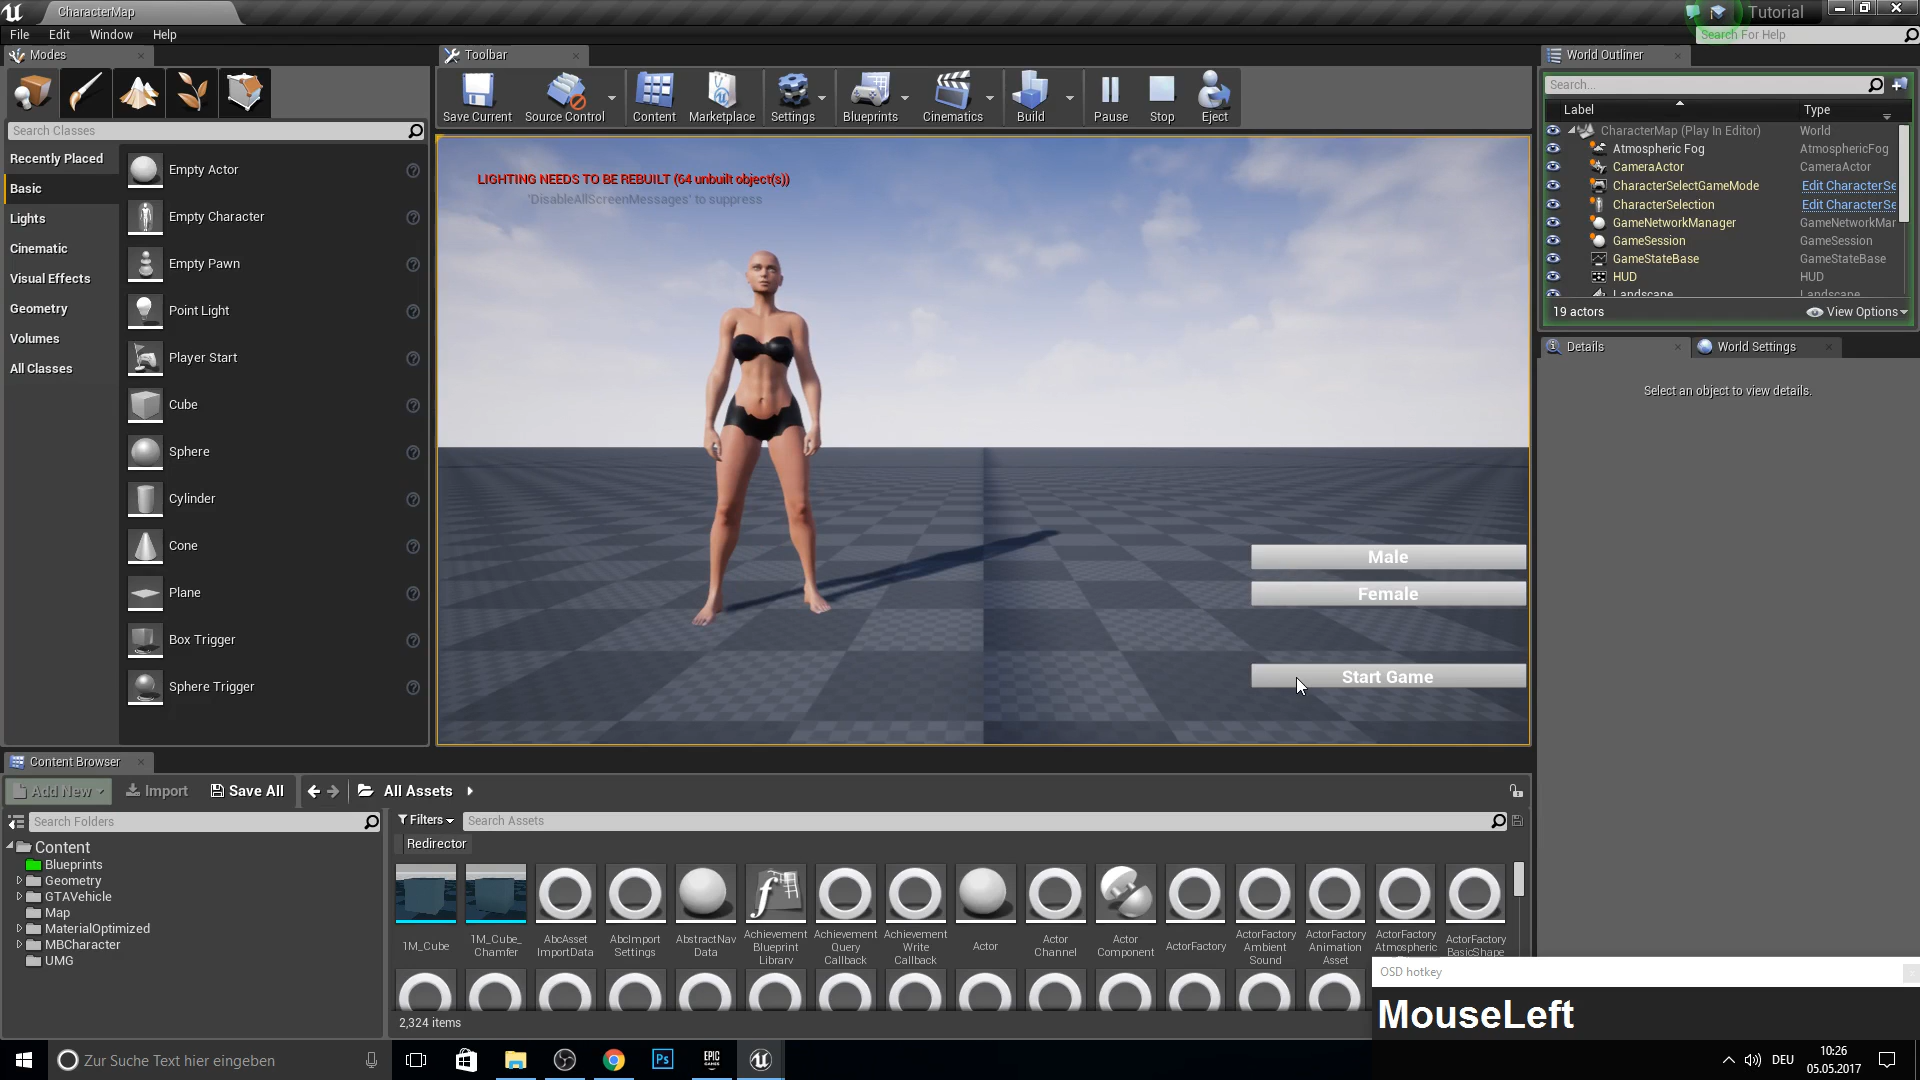 CharacterMap
Tutorial
File Edit Window Help
Search For Help
Modes
Toolbar
World Outliner
Save Current
Source Control
Content
Marketplace
Settings
Blueprints
Cinematics
Build
Pause
Stop
Eject
Search Classes
Recently Placed
Basic
Lights
Cinematic
Visual Effects
Geometry
Volumes
All Classes
Empty Actor
Empty Character
Empty Pawn
Point Light
Player Start
Cube
Sphere
Cylinder
Cone
Plane
Box Trigger
Sphere Trigger
LIGHTING NEEDS TO BE REBUILT (64 unbuilt object(s))
'DisableAllScreenMessages' to suppress
Male
Female
Start Game
Search...
Label Type
CharacterMap (Play In Editor) World
Atmospheric Fog AtmosphericFog
CameraActor CameraActor
CharacterSelectGameMode Edit CharacterSe
CharacterSelection Edit CharacterSe
GameNetworkManager GameNetworkMar
GameSession GameSession
GameStateBase GameStateBase
HUD HUD
Landscape Landscape
19 actors
View Options
Details
World Settings
Select an object to view details.
Content Browser
Add New
Import
Save All
All Assets
Search Folders
Filters
Search Assets
Redirector
Content
Blueprints
Geometry
GTAVehicle
Map
MaterialOptimized
MBCharacter
UMG
1M_Cube
1M_Cube_
Chamfer
AbcAsset
ImportData
AbcImport
Settings
AbstractNav
Data
Achievement
Blueprint
Library
Achievement
Query
Callback
Achievement
Write
Callback
Actor
Actor
Channel
Actor
Component
ActorFactory
ActorFactory
Ambient
Sound
ActorFactory
Animation
Asset
ActorFactory
Atmospheric
ActorFactory
BasicShape
2,324 items
OSD hotkey
MouseLeft
Zur Suche Text hier eingeben
Ps
EPIC
GAMES
DEU
10:26
05.05.2017